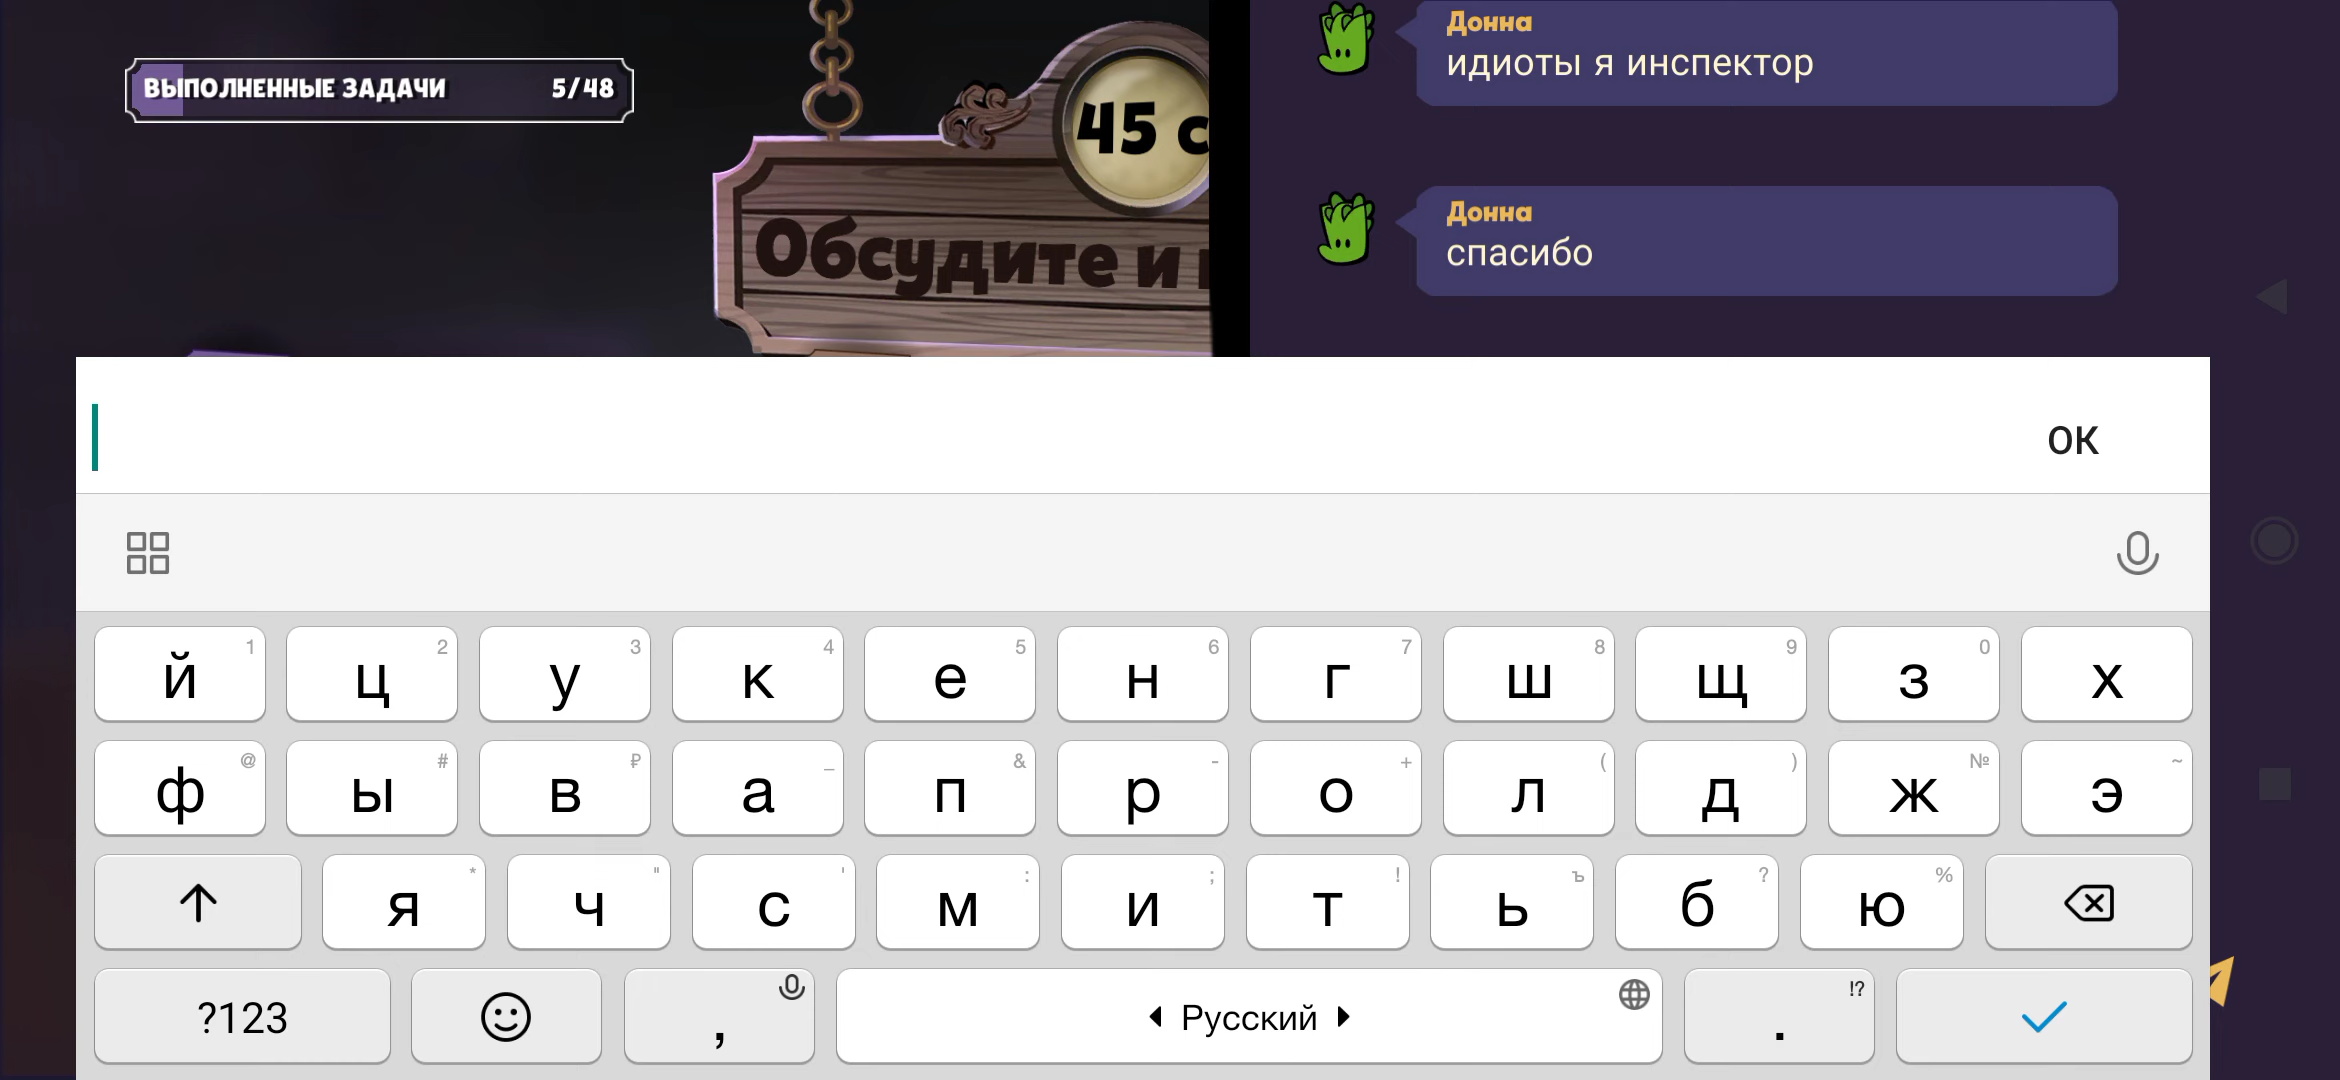 ВЫПОЛНЕННЫЕ ЗАДАЧИ 5/48
45 с
Обсудите и
Донна
идиоты я инспектор
Донна
спасибо
OK
й 1 ц 2 у 3 к 4 е 5 н 6 г 7 ш 8 щ 9 з 0 х
ф @ ы # в ₽ а _ п & р - о + л ( д ) ж № э ~
я * ч " с ' м : и ; т ! ь ъ б ? ю %
?123 , Русский . !?